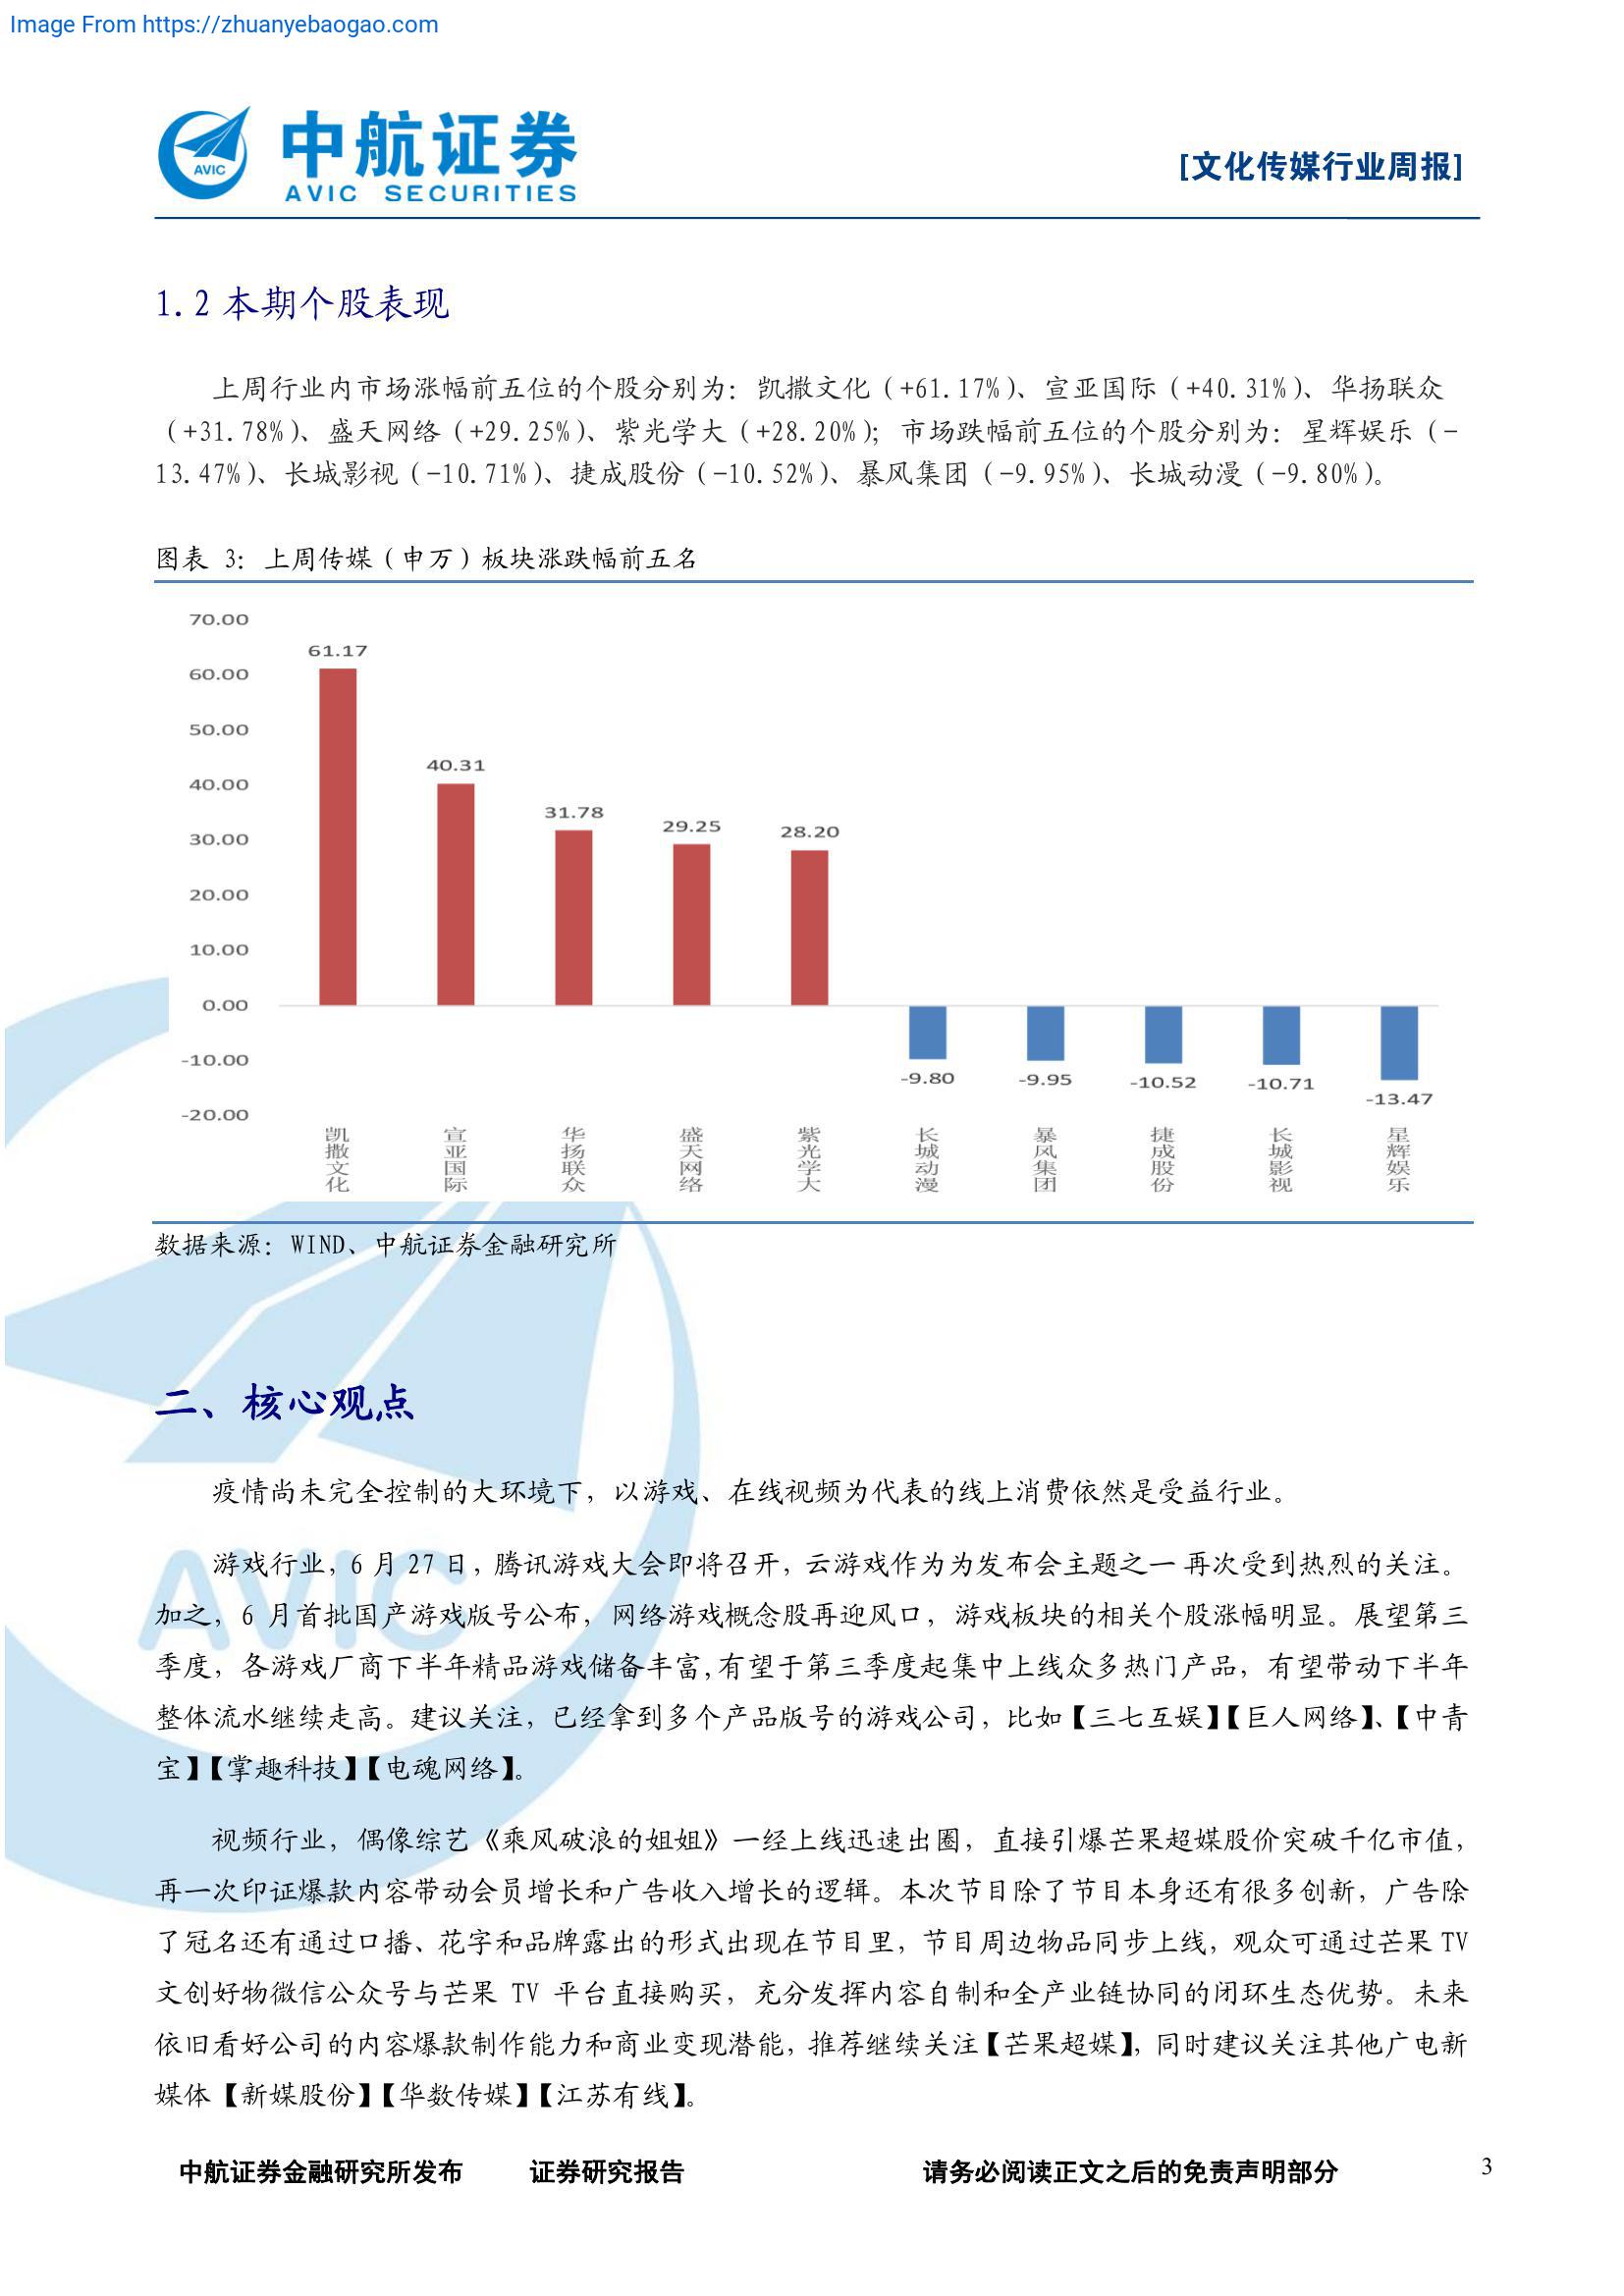 Image From https://zhuanyebaogao.com
AVIC
中航证券
AVIC SECURITIES
[文化传媒行业周报]
1.2 本期个股表现
上周行业内市场涨幅前五位的个股分别为：凯撒文化（+61.17%）、宣亚国际（+40.31%）、华扬联众
（+31.78%）、盛天网络（+29.25%）、紫光学大（+28.20%）；市场跌幅前五位的个股分别为：星辉娱乐（-
13.47%）、长城影视（-10.71%）、捷成股份（-10.52%）、暴风集团（-9.95%）、长城动漫（-9.80%）。
图表 3：上周传媒（申万）板块涨跌幅前五名
70.00
60.00
50.00
40.00
30.00
20.00
10.00
0.00
-10.00
-20.00
61.17
40.31
31.78
29.25
28.20
-9.80
-9.95
-10.52
-10.71
-13.47
凯撒文化
宣亚国际
华扬联众
盛天网络
紫光学大
长城动漫
暴风集团
捷成股份
长城影视
星辉娱乐
数据来源：WIND、中航证券金融研究所
二、核心观点
疫情尚未完全控制的大环境下，以游戏、在线视频为代表的线上消费依然是受益行业。
游戏行业，6 月 27 日，腾讯游戏大会即将召开，云游戏作为为发布会主题之一再次受到热烈的关注。
加之，6 月首批国产游戏版号公布，网络游戏概念股再迎风口，游戏板块的相关个股涨幅明显。展望第三
季度，各游戏厂商下半年精品游戏储备丰富,有望于第三季度起集中上线众多热门产品，有望带动下半年
整体流水继续走高。建议关注，已经拿到多个产品版号的游戏公司，比如【三七互娱】【巨人网络】、【中青
宝】【掌趣科技】【电魂网络】。
视频行业，偶像综艺《乘风破浪的姐姐》一经上线迅速出圈，直接引爆芒果超媒股价突破千亿市值，
再一次印证爆款内容带动会员增长和广告收入增长的逻辑。本次节目除了节目本身还有很多创新，广告除
了冠名还有通过口播、花字和品牌露出的形式出现在节目里，节目周边物品同步上线，观众可通过芒果 TV
文创好物微信公众号与芒果 TV 平台直接购买，充分发挥内容自制和全产业链协同的闭环生态优势。未来
依旧看好公司的内容爆款制作能力和商业变现潜能，推荐继续关注【芒果超媒】，同时建议关注其他广电新
媒体【新媒股份】【华数传媒】【江苏有线】。
AVIC
中航证券金融研究所发布 证券研究报告 请务必阅读正文之后的免责声明部分 3